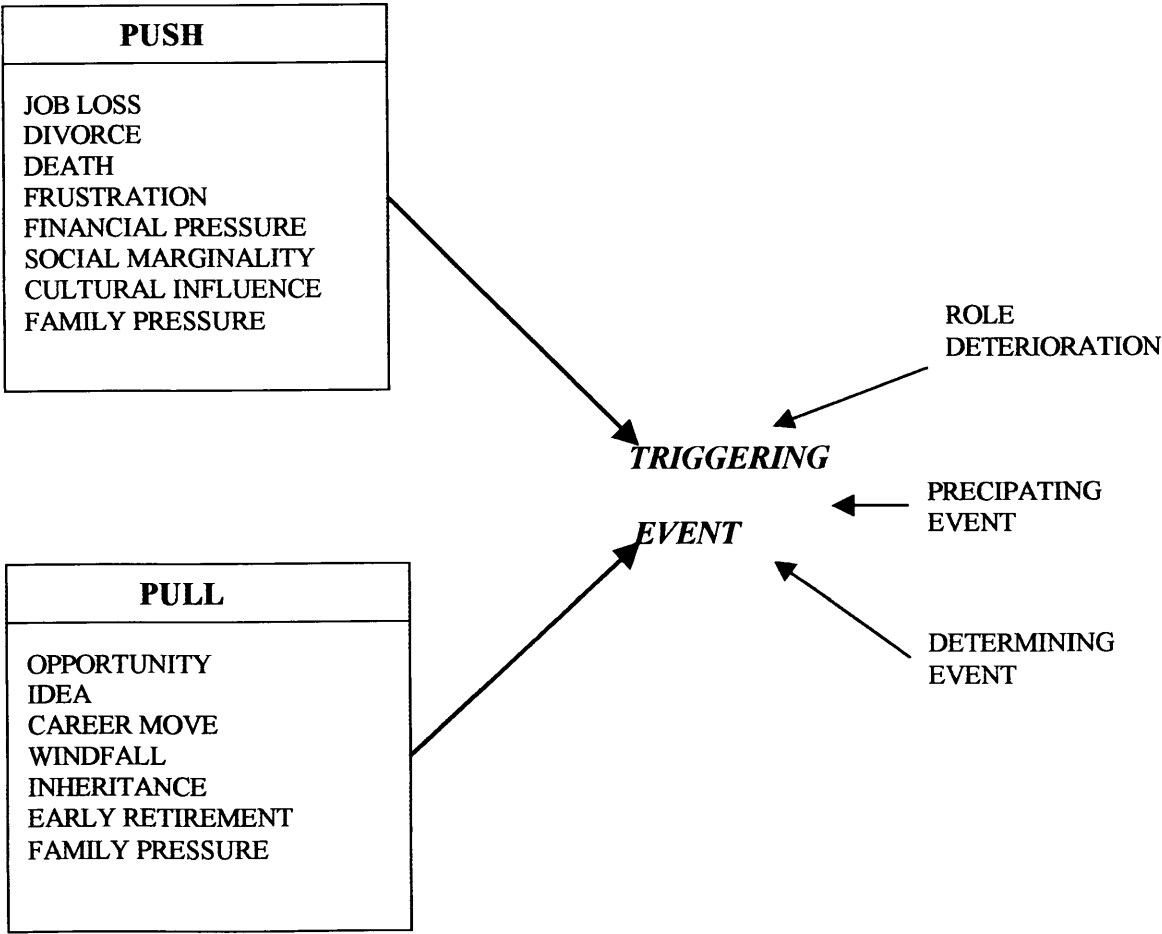 PUSH
JOB LOSS
DIVORCE
DEATH
FRUSTRATION
FINANCIAL PRESSURE
SOCIAL MARGINALITY
CULTURAL INFLUENCE
FAMILY PRESSURE
ROLE
DETERIORATION
TRIGGERING
EVENT
PRECIPATING
EVENT
DETERMINING
EVENT
PULL
OPPORTUNITY
IDEA
CAREER MOVE
WINDFALL
INHERITANCE
EARLY RETIREMENT
FAMILY PRESSURE